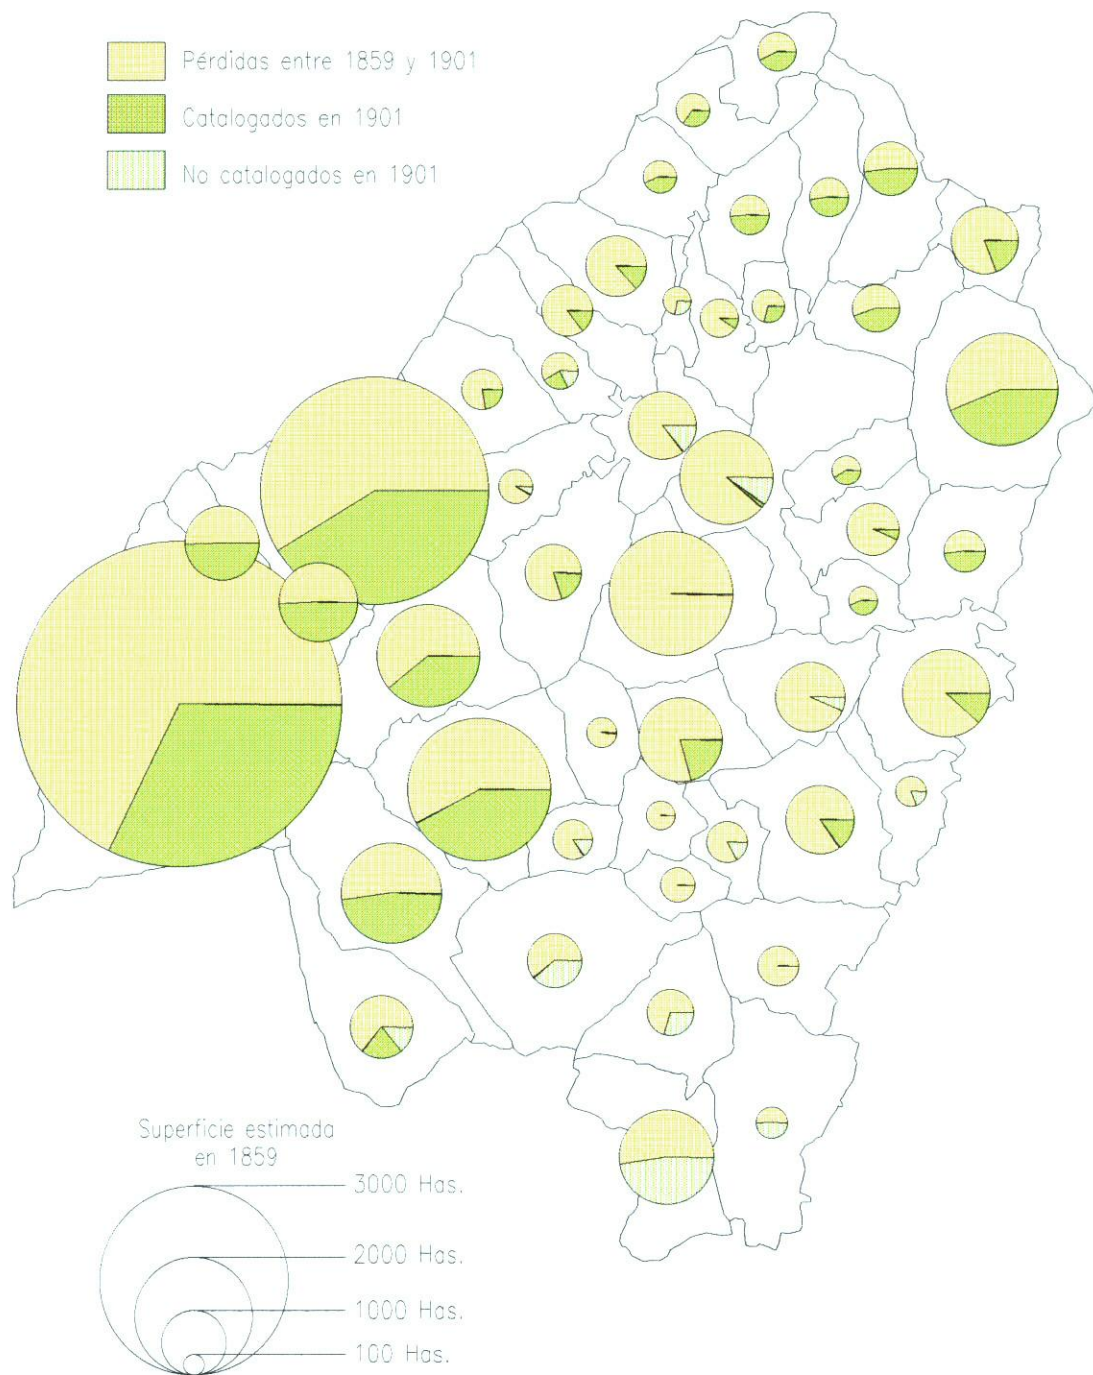 Pérdidas entre 1859 y 1901
Catalogados en 1901
No catalogados en 1901
Superficie estimada
en 1859
3000 Has.
2000 Has.
1000 Has.
100 Has.